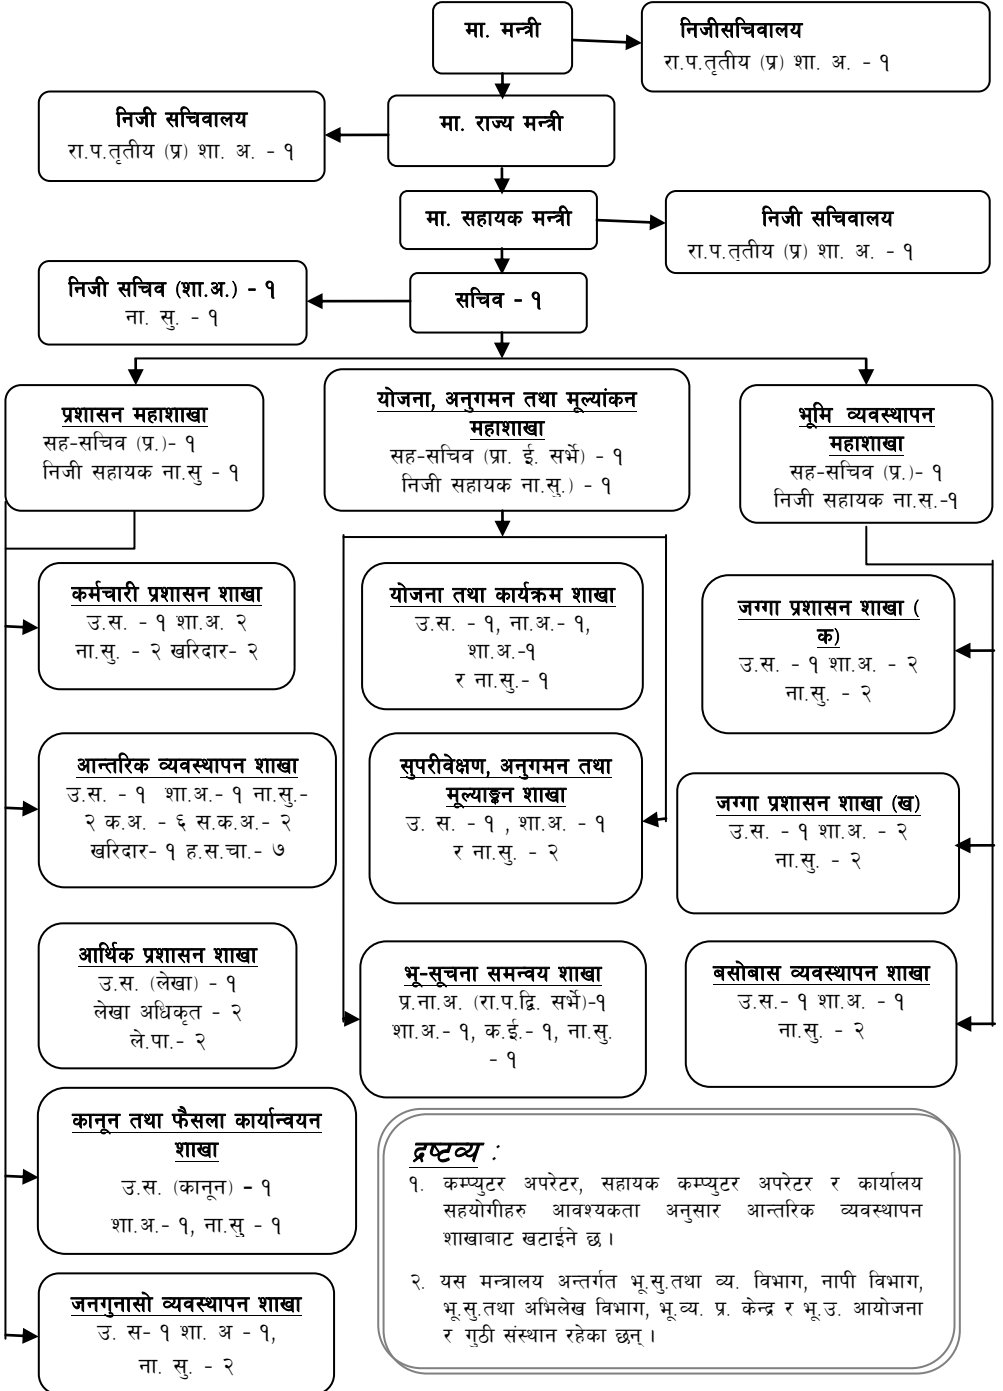 मा. मन्त्री
निजीसचिवालय
रा.प.तृतीय (प्र) शा. अ. - १
निजी सचिवालय
रा.प.तृतीय (प्र) शा. अ. - १
मा. राज्य मन्त्री
मा. सहायक मन्त्री
निजी सचिवालय
रा.प.तृतीय (प्र) शा. अ. - १
निजी सचिव (शा.अ.) - १
ना. सु. - १
सचिव - १
प्रशासन महाशाखा
सह-सचिव (प्र.)- १
निजी सहायक ना.सु - १
योजना, अनुगमन तथा मूल्यांकन
महाशाखा
सह-सचिव (प्रा. ई. सर्भे) - १
निजी सहायक ना.सु.) - १
भूमि व्यवस्थापन
महाशाखा
सह-सचिव (प्र.)- १
निजी सहायक ना.स.-१
कर्मचारी प्रशासन शाखा
उ.स. - १ शा.अ. २
ना.सु. - २ खरिदार- २
योजना तथा कार्यक्रम शाखा
उ.स. - १, ना.अ.- १,
शा.अ.-१
र ना.सु.- १
जग्गा प्रशासन शाखा (
क)
उ.स. - १ शा.अ. - २
ना.सु. - २
आन्तरिक व्यवस्थापन शाखा
उ.स. - १ शा.अ.- १ ना.सु.-
२ क.अ. - ६ स.क.अ.- २
खरिदार- १ ह.स.चा.- ७
सुपरीवेक्षण, अनुगमन तथा
मूल्याङ्कन शाखा
उ. स. - १ , शा.अ. - १
र ना.सु. - २
जग्गा प्रशासन शाखा (ख)
उ.स. - १ शा.अ. - २
ना.सु. - २
आर्थिक प्रशासन शाखा
उ.स. (लेखा) - १
लेखा अधिकृत - २
ले.पा.- २
भू-सूचना समन्वय शाखा
प्र.ना.अ. (रा.प.द्वि. सर्भे)-१
शा.अ.- १, क.ई.- १, ना.सु.
- १
बसोबास व्यवस्थापन शाखा
उ.स.- १ शा.अ. - १
ना.सु. - २
कानून तथा फैसला कार्यान्वयन
शाखा
उ.स. (कानून) - १
शा.अ.- १, ना.सु - १
जनगुनासो व्यवस्थापन शाखा
उ. स- १ शा. अ - १,
ना. सु. - २
द्रष्टव्य :
१. कम्प्युटर अपरेटर, सहायक कम्प्युटर अपरेटर र कार्यालय
सहयोगीहरु आवश्यकता अनुसार आन्तरिक व्यवस्थापन
शाखाबाट खटाईने छ ।
२. यस मन्त्रालय अन्तर्गत भू.सु.तथा व्य. विभाग, नापी विभाग,
भू.सु.तथा अभिलेख विभाग, भू.व्य. प्र. केन्द्र र भू.उ. आयोजना
र गुठी संस्थान रहेका छन् ।